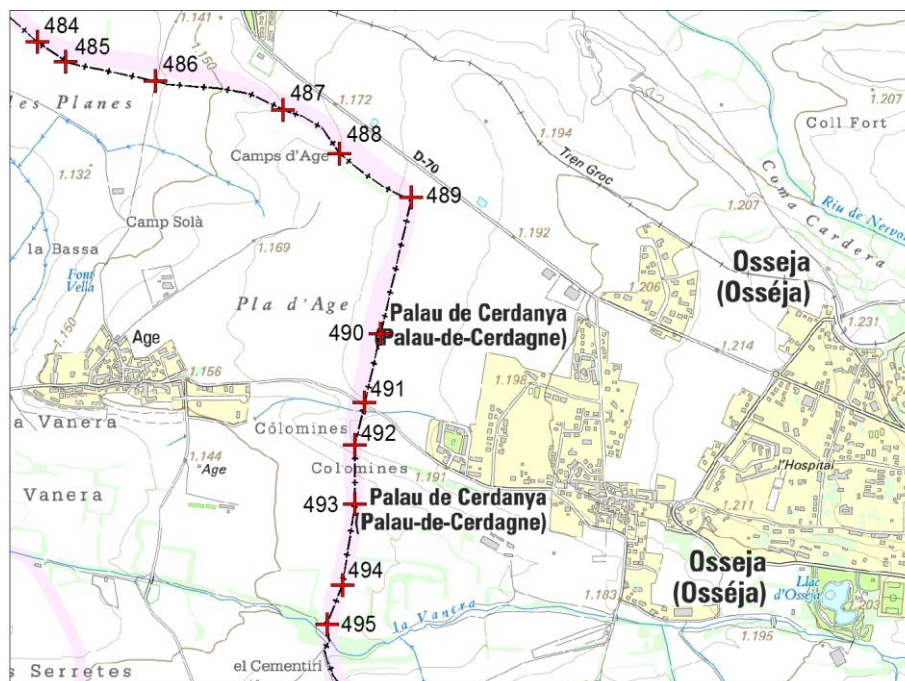 484
1.141
485
486
1.150
487
1.172
les Planes
1.194
1.207
Coll Fort
488
Camps d'Age
D-70
Tren Groc
1.132
489
Coma Cardera
1.207
Riu de Nervol
Camp Solà
1.192
la Bassa
1.169
Font
Vella
Osseja
(Osséja)
1.206
Pla d'Age
Palau de Cerdanya
(Palau-de-Cerdagne)
490
1.150
Age
1.231
1.214
1.156
1.198
491
a Vanera
Colomines
492
Colomines
1.144
Age
1.191
l'Hospital
Vanera
493
Palau de Cerdanya
(Palau-de-Cerdagne)
1.211
494
Osseja
(Osséja)
Llac
d'Osseja
1.183
1.203
495
la Vanera
1.195
el Cementiri
s Serretes